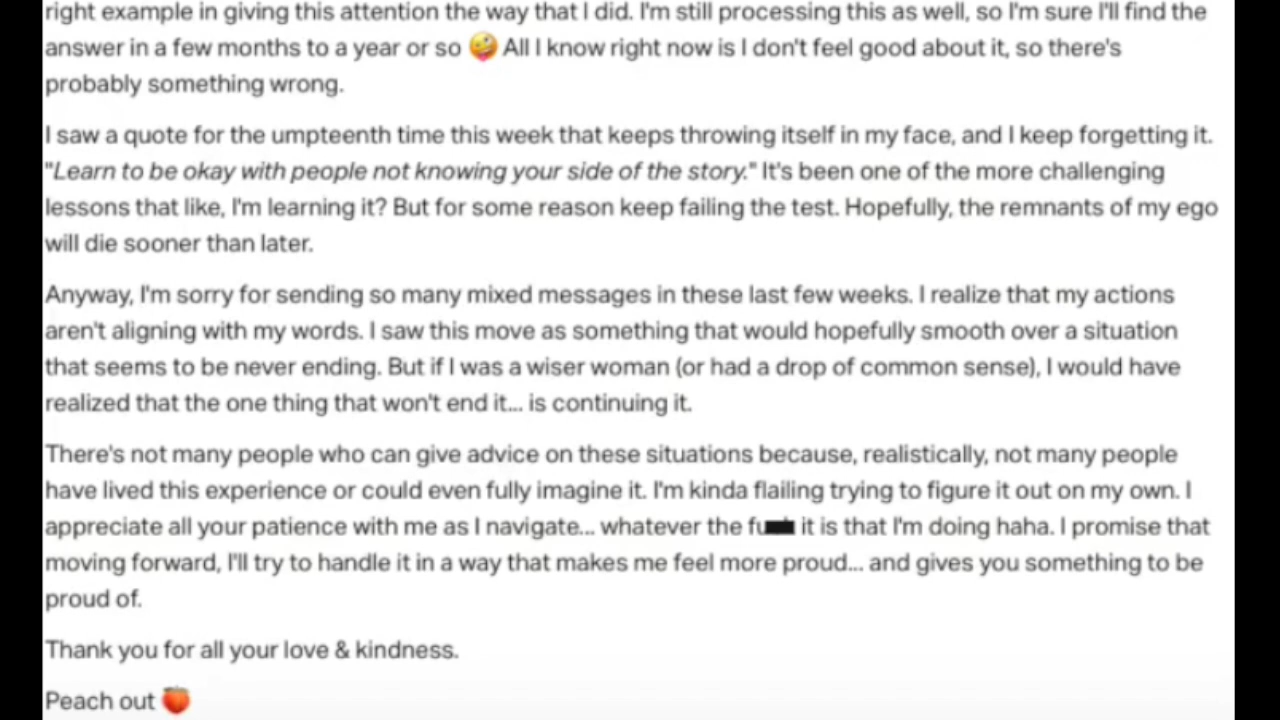 right example in giving this attention the way that I did. I'm still processing this as well, so I'm sure I'll find the
answer in a few months to a year or so 🤪 All I know right now is I don't feel good about it, so there's
probably something wrong.
I saw a quote for the umpteenth time this week that keeps throwing itself in my face, and I keep forgetting it.
"Learn to be okay with people not knowing your side of the story." It's been one of the more challenging
lessons that like, I'm learning it? But for some reason keep failing the test. Hopefully, the remnants of my ego
will die sooner than later.
Anyway, I'm sorry for sending so many mixed messages in these last few weeks. I realize that my actions
aren't aligning with my words. I saw this move as something that would hopefully smooth over a situation
that seems to be never ending. But if I was a wiser woman (or had a drop of common sense), I would have
realized that the one thing that won't end it... is continuing it.
There's not many people who can give advice on these situations because, realistically, not many people
have lived this experience or could even fully imagine it. I'm kinda flailing trying to figure it out on my own. I
appreciate all your patience with me as I navigate... whatever the fu it is that I'm doing haha. I promise that
moving forward, I'll try to handle it in a way that makes me feel more proud... and gives you something to be
proud of.
Thank you for all your love & kindness.
Peach out 🍑